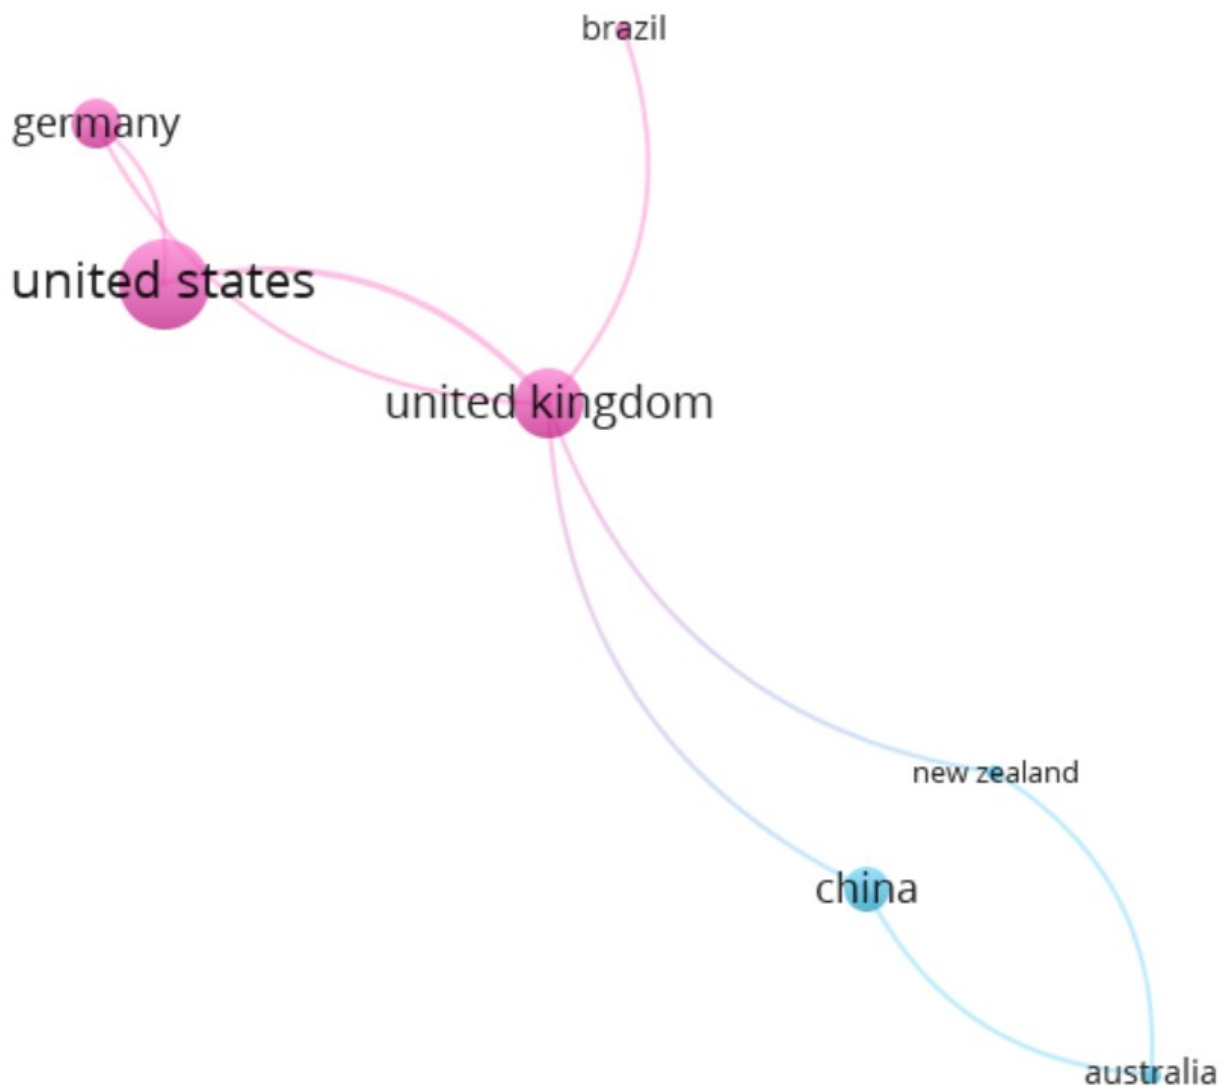 brazil
germany
united states
united kingdom
new zealand
china
australia